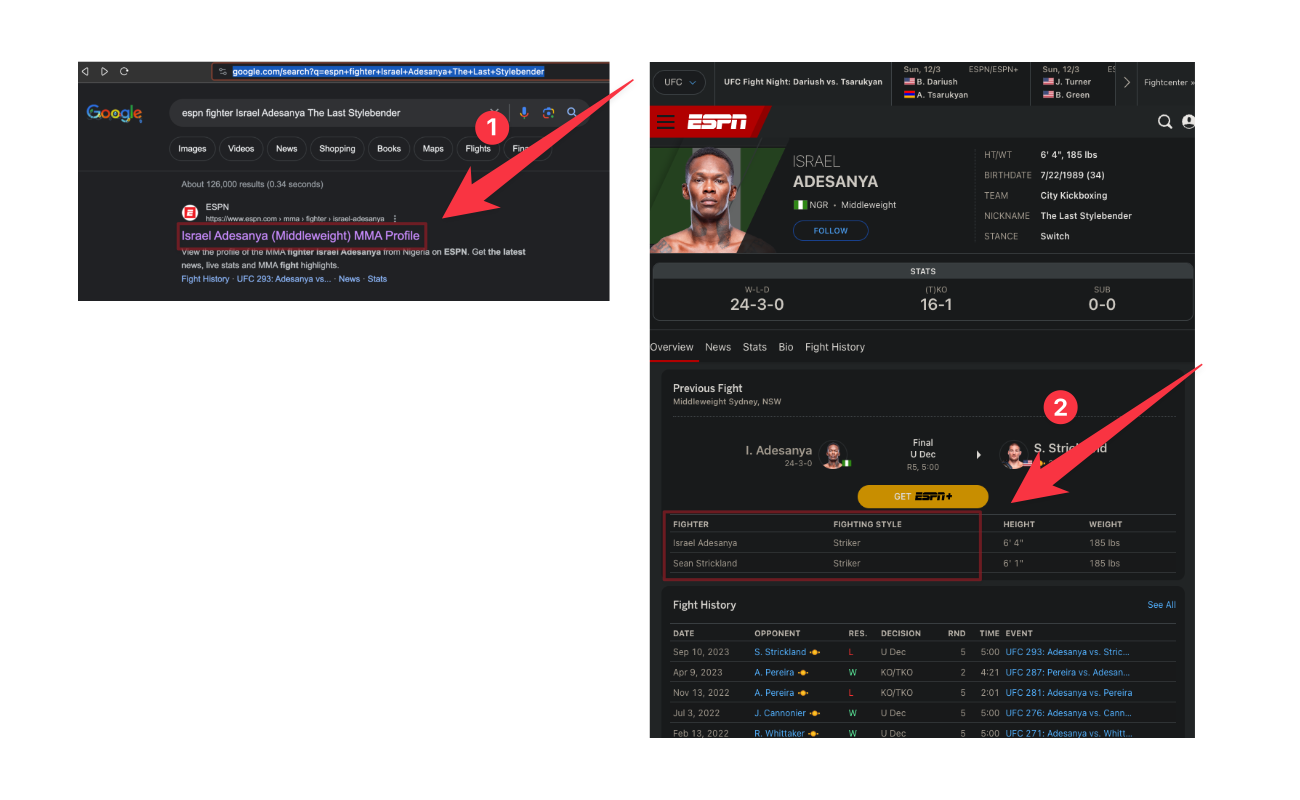 google.com/search?q=espn+fighter+Israel+Adesanya+The+Last+Stylebender
Google
espn fighter Israel Adesanya The Last Stylebender
1
Images Videos News Shopping Books Maps Flights
About 126,000 results (0.34 seconds)
ESPN
https://www.espn.com › mma › fighter › israel-adesanya
Israel Adesanya (Middleweight) MMA Profile
View the profile of the MMA fighter Israel Adesanya from Nigeria on ESPN. Get the latest
news, live stats and MMA fight highlights.
Fight History · UFC 293: Adesanya vs... · News · Stats
UFC
UFC Fight Night: Dariush vs. Tsarukyan
Sun, 12/3 ESPN/ESPN+
B. Dariush
A. Tsarukyan
Sun, 12/3
J. Turner
B. Green
Fightcenter »
ESPN
ISRAEL
ADESANYA
NGR • Middleweight
FOLLOW
HT/WT 6' 4", 185 lbs
BIRTHDATE 7/22/1989 (34)
TEAM City Kickboxing
NICKNAME The Last Stylebender
STANCE Switch
STATS
W-L-D (T)KO SUB
24-3-0 16-1 0-0
Overview News Stats Bio Fight History
Previous Fight
Middleweight Sydney, NSW
2
I. Adesanya
24-3-0
Final
U Dec
R5, 5:00
GET ESPN+
FIGHTER FIGHTING STYLE HEIGHT WEIGHT
Israel Adesanya Striker 6' 4" 185 lbs
Sean Strickland Striker 6' 1" 185 lbs
Fight History See All
DATE OPPONENT RES. DECISION RND TIME EVENT
Sep 10, 2023 S. Strickland L U Dec 5 5:00 UFC 293: Adesanya vs. Stric...
Apr 9, 2023 A. Pereira W KO/TKO 2 4:21 UFC 287: Pereira vs. Adesan...
Nov 13, 2022 A. Pereira L KO/TKO 5 2:01 UFC 281: Adesanya vs. Pereira
Jul 3, 2022 J. Cannonier W U Dec 5 5:00 UFC 276: Adesanya vs. Cann...
Feb 13, 2022 R. Whittaker W U Dec 5 5:00 UFC 271: Adesanya vs. Whitt...